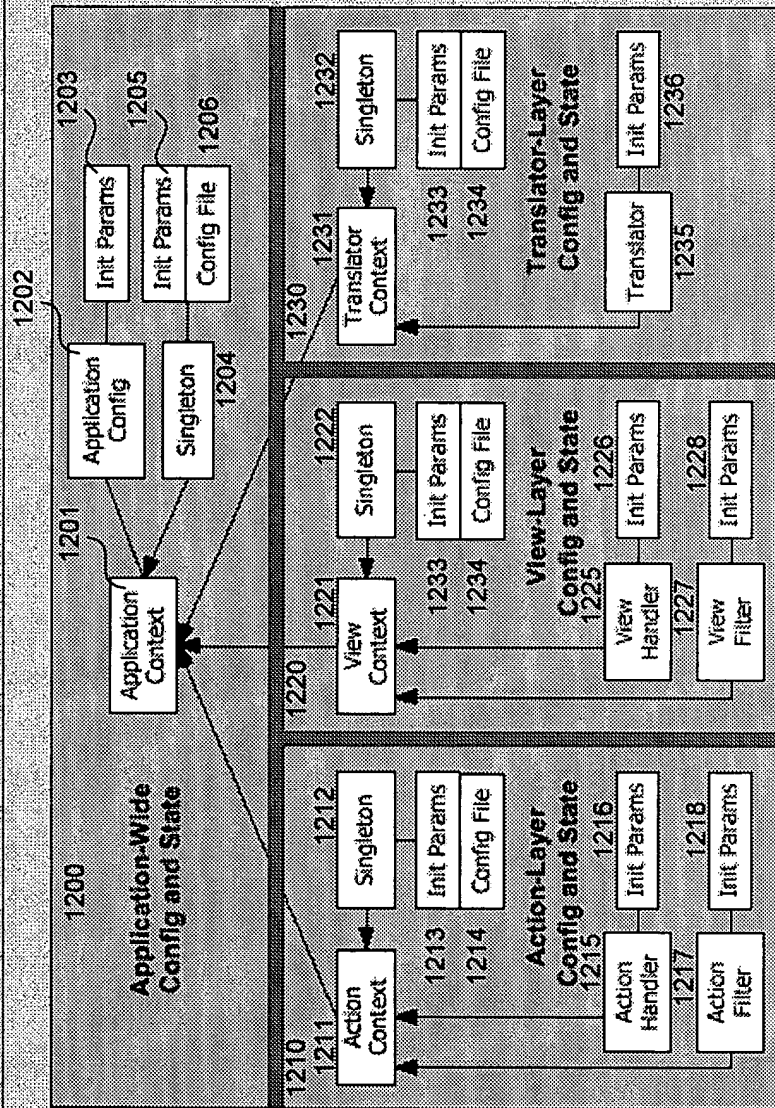 1200
Application-Wide
Config and State
1201
Application
Context
1202
Application
Config
Init Params
1203
Singleton
1204
Init Params
1205
Config File
1206
1210
1211
Action
Context
Singleton
1212
1213
Init Params
1214
Config File
Action-Layer
Config and State
1215
Action
Handler
Init Params
1216
1217
Action
Filter
Init Params
1218
1220
1221
View
Context
Singleton
1222
1233
Init Params
1234
Config File
View-Layer
Config and State
1225
View
Handler
Init Params
1226
1227
View
Filter
Init Params
1228
1230
1231
Translator
Context
Singleton
1232
1233
Init Params
1234
Config File
Translator-Layer
Config and State
Translator
1235
Init Params
1236